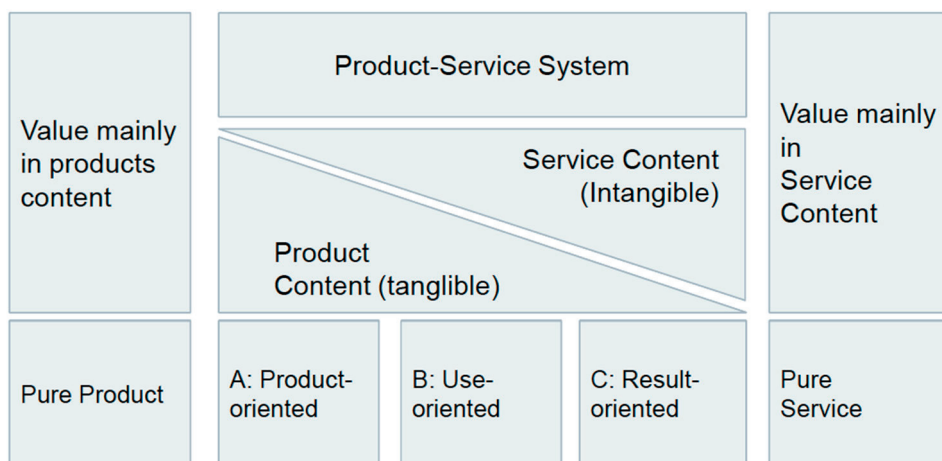 Value mainly
in products
content
Product-Service System
Service Content
(Intangible)
Product
Content (tanglible)
Value mainly
in
Service
Content
Pure Product
A: Product-
oriented
B: Use-
oriented
C: Result-
oriented
Pure
Service